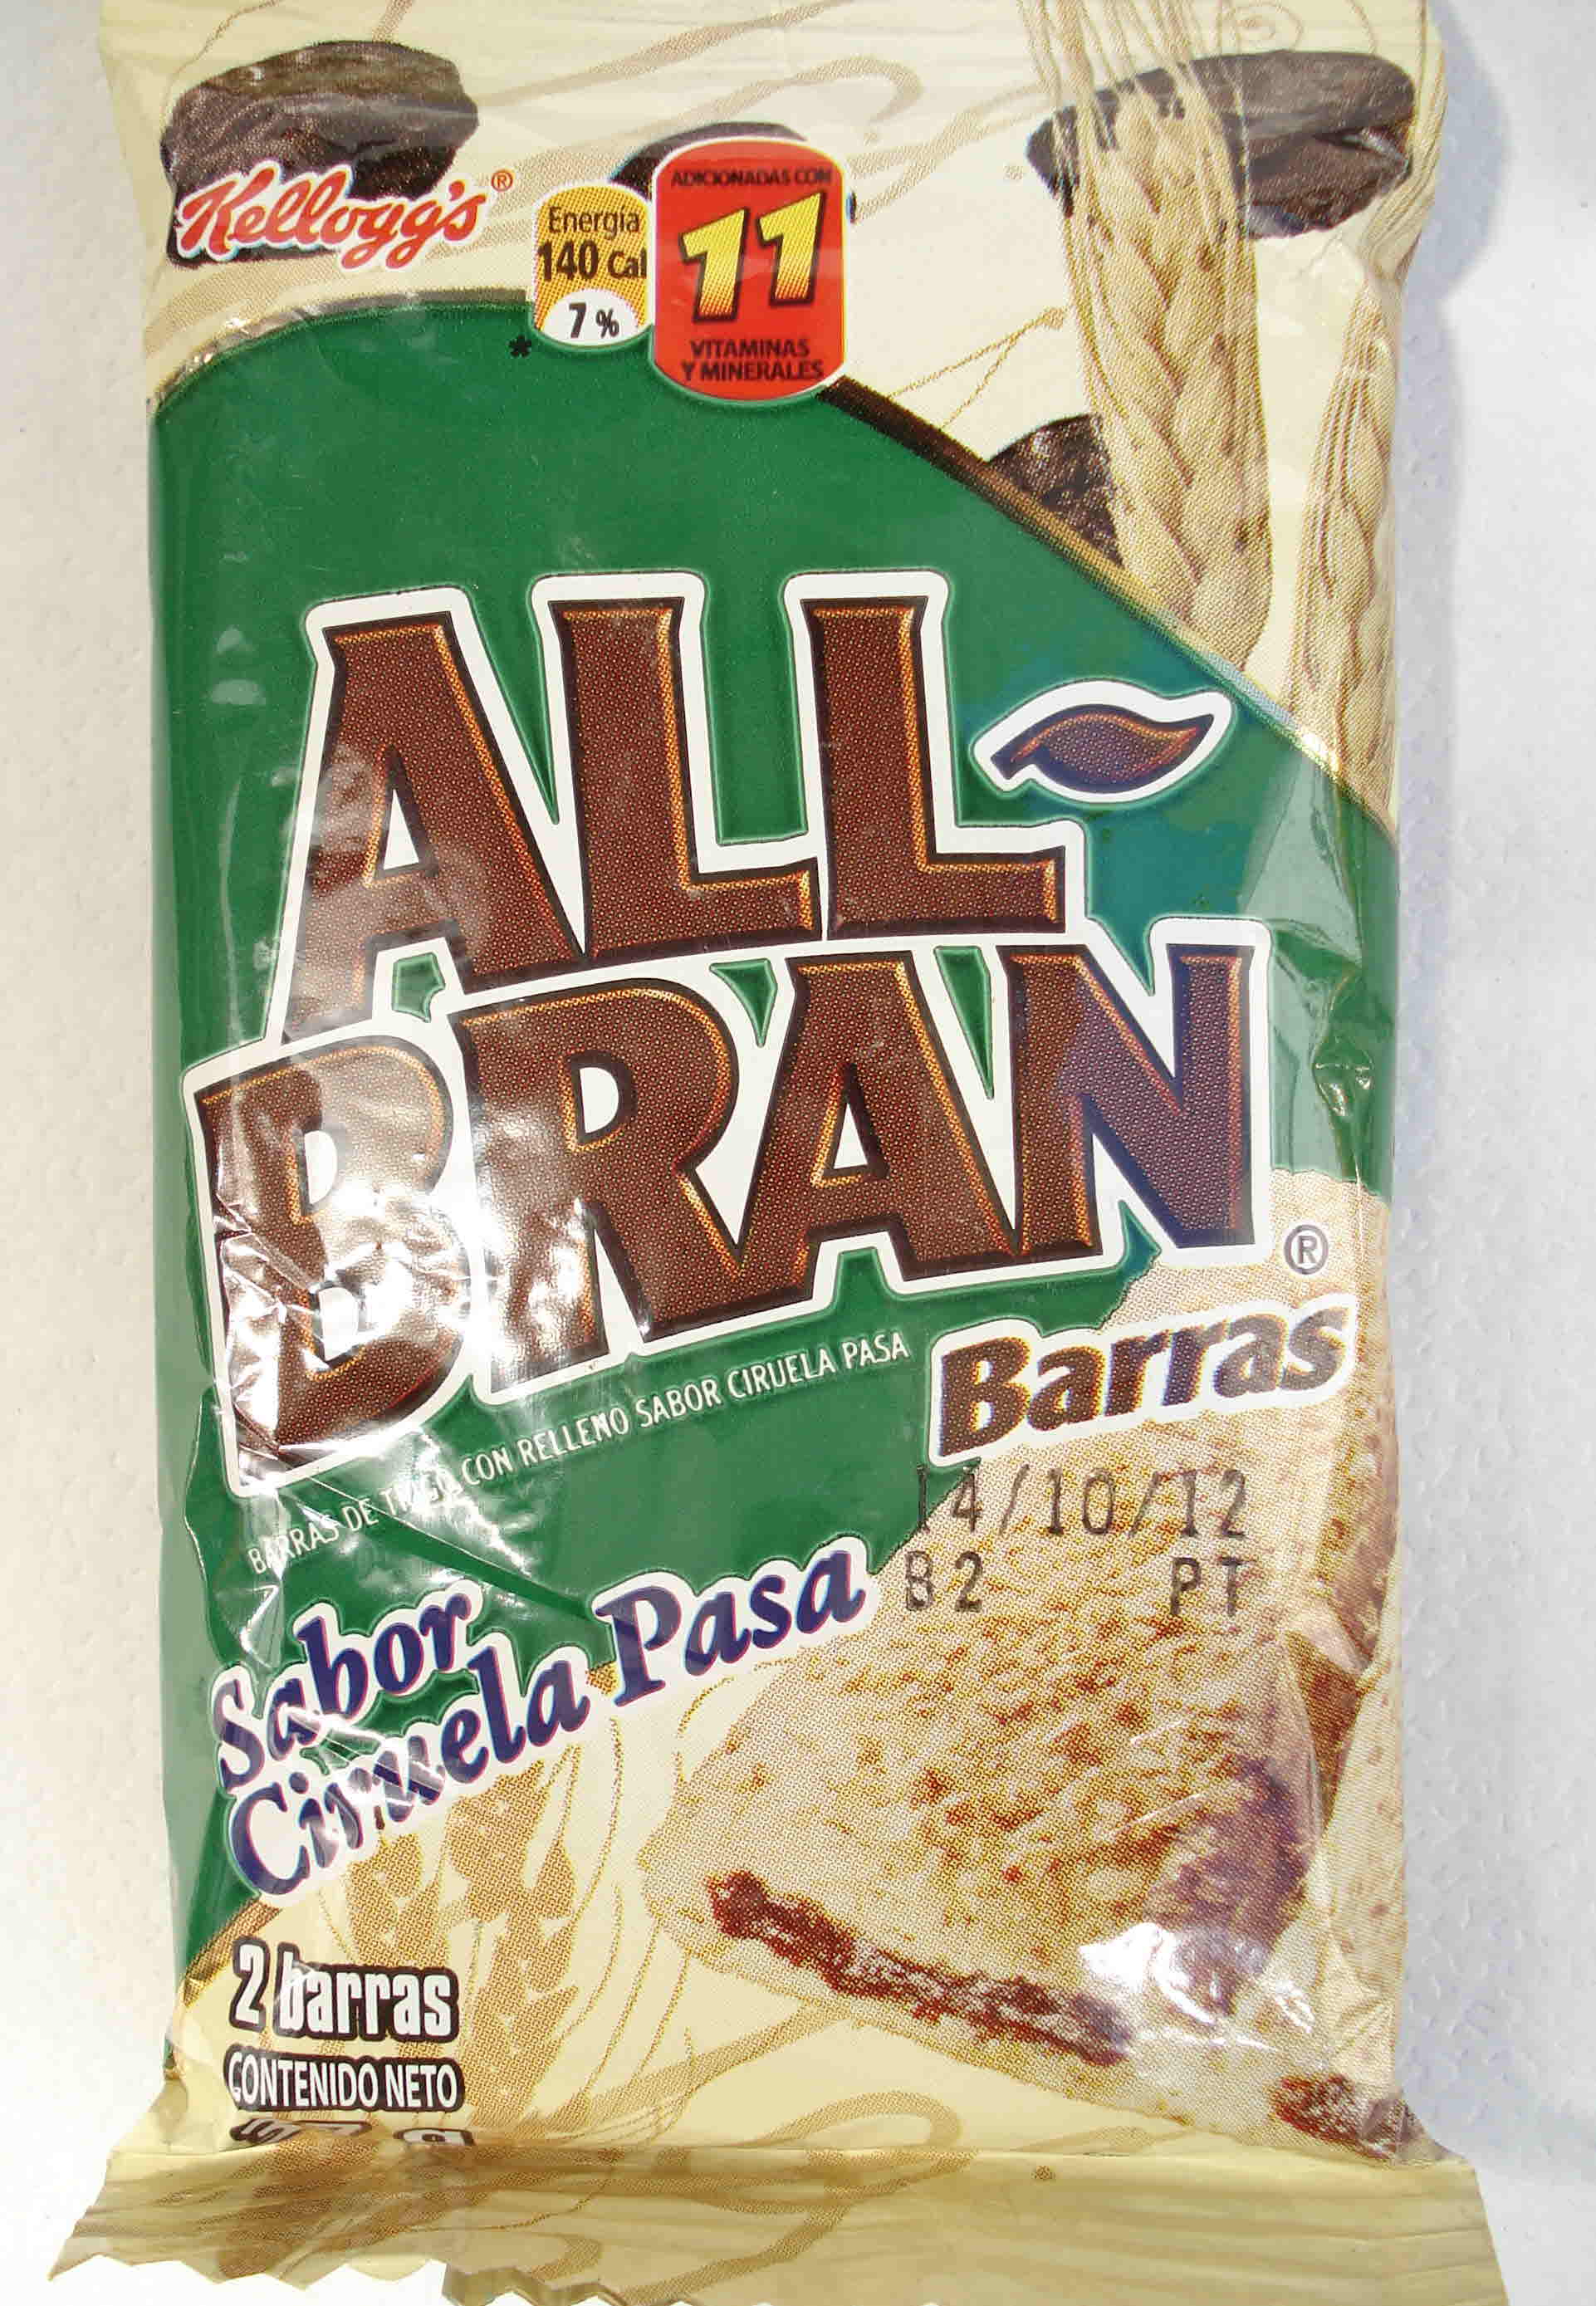 Kellogg's®
Energía
140 Cal
7 %
*
ADICIONADAS CON
11
VITAMINAS
Y MINERALES
ALL-
BRAN®
Barras
BARRAS DE TRIGO CON RELLENO SABOR CIRUELA PASA
14/10/12
B2 PT
Sabor
Ciruela Pasa
2 barras
CONTENIDO NETO